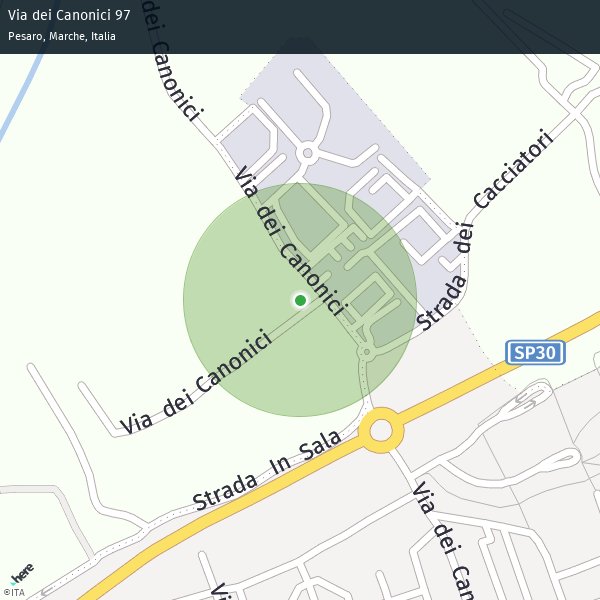 Via dei Canonici 97
Pesaro, Marche, Italia
dei Canonici
Via dei Canonici
Strada dei Cacciatori
SP30
Via dei Canonici
Strada In Sala
Via dei Can
Vi
here
©ITA